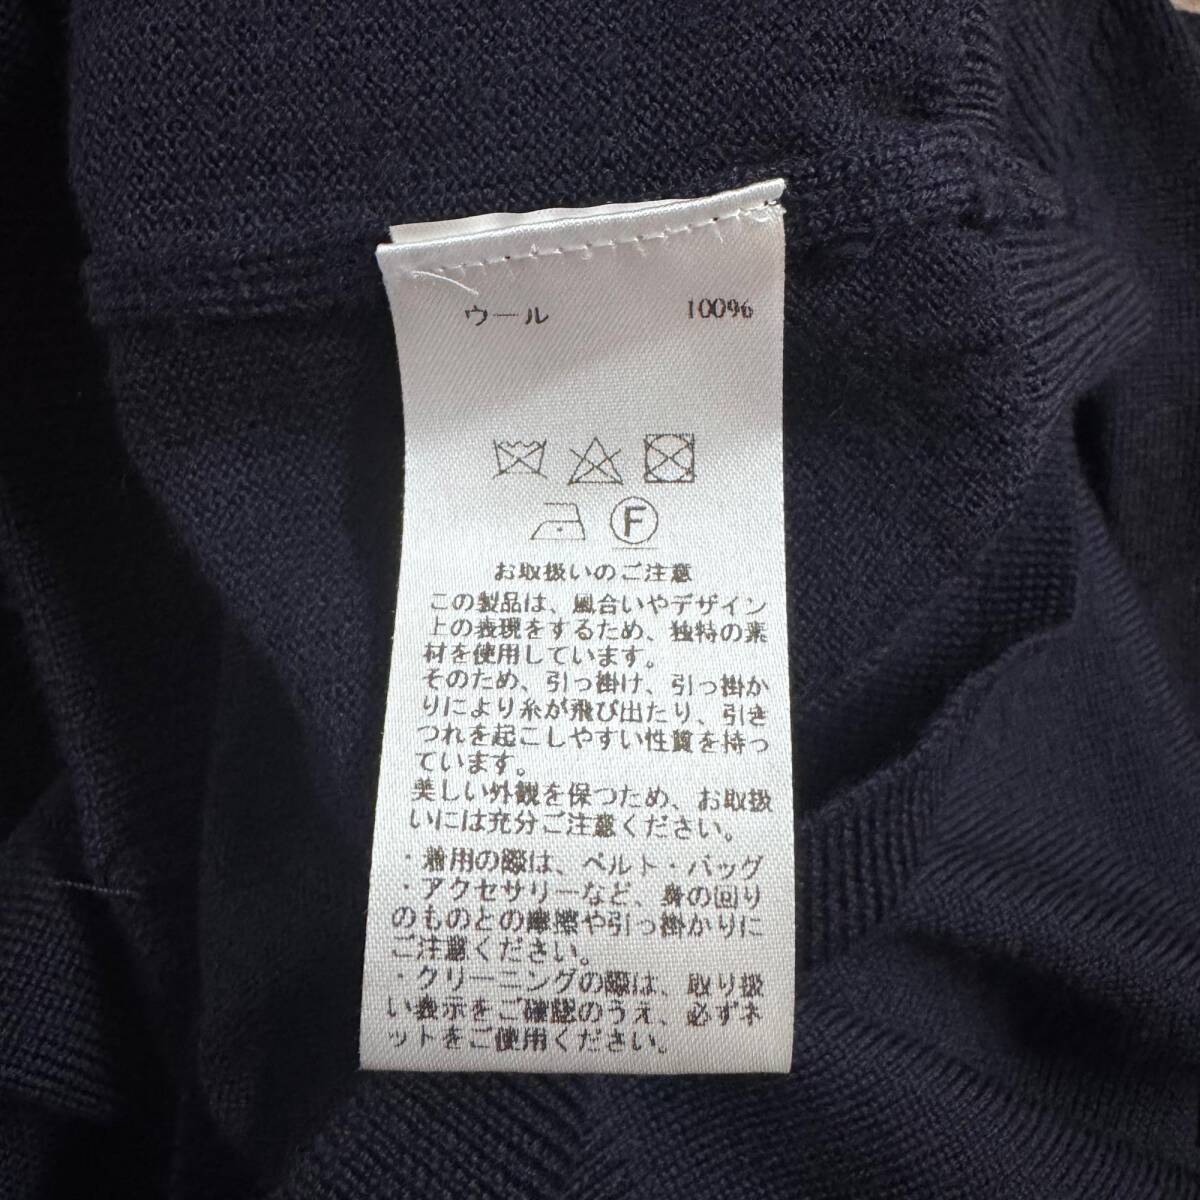 ウール 100%
F
お取扱いのご注意
この製品は、風合いやデザイン
上の表現をするため、独特の素
材を使用しています。
そのため、引っ掛け、引っ掛か
りにより糸が飛び出たり、引き
つれを起こしやすい性質を持っ
ています。
美しい外観を保つため、お取扱
いには充分ご注意ください。
・着用の際は、ベルト・バッグ
・アクセサリーなど、身の回り
のものとの摩擦や引っ掛かりに
ご注意ください。
・クリーニングの際は、取り扱
い表示をご確認のうえ、必ずネ
ットをご使用ください。